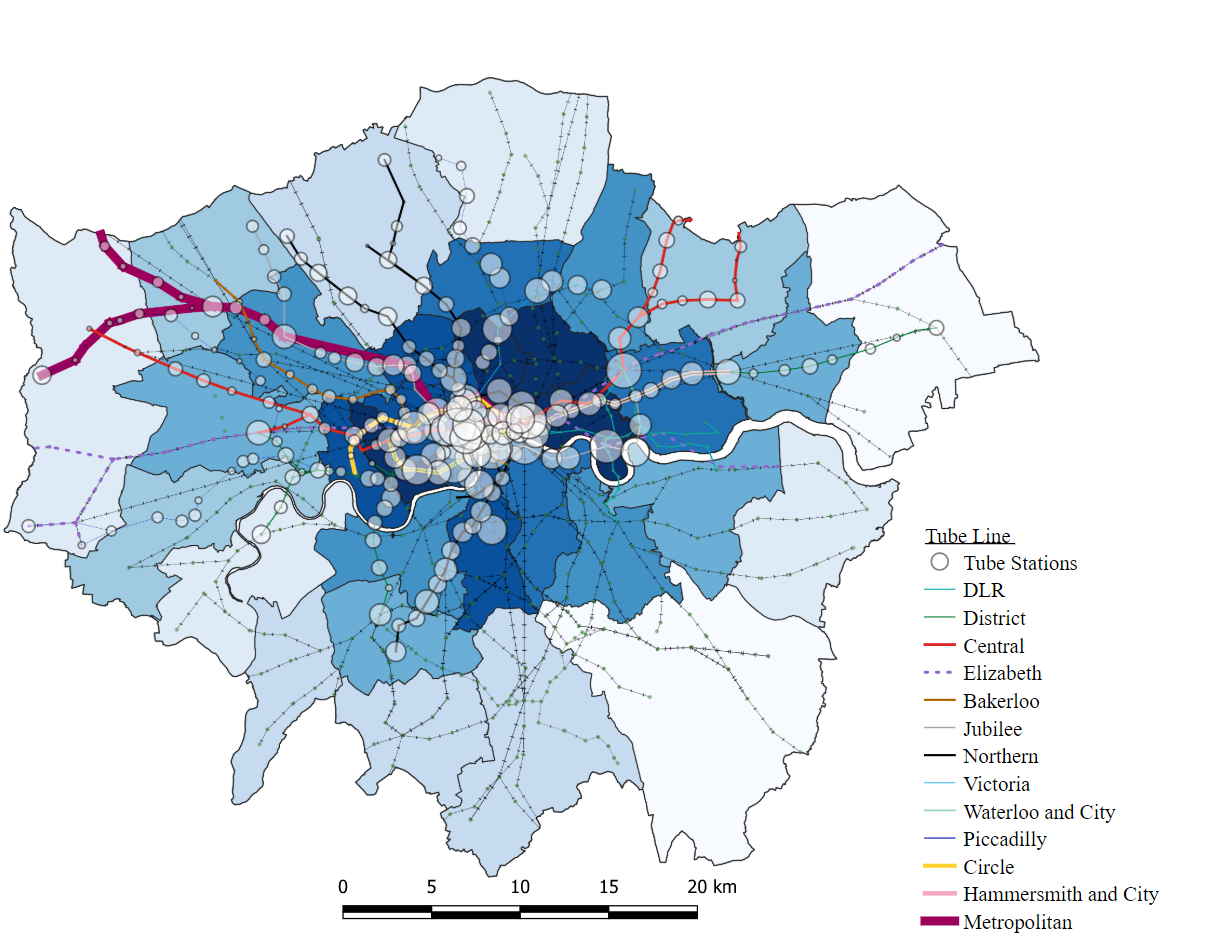 Tube Line
Tube Stations
DLR
District
Central
Elizabeth
Bakerloo
Jubilee
Northern
Victoria
Waterloo and City
Piccadilly
Circle
Hammersmith and City
Metropolitan
0 5 10 15 20 km